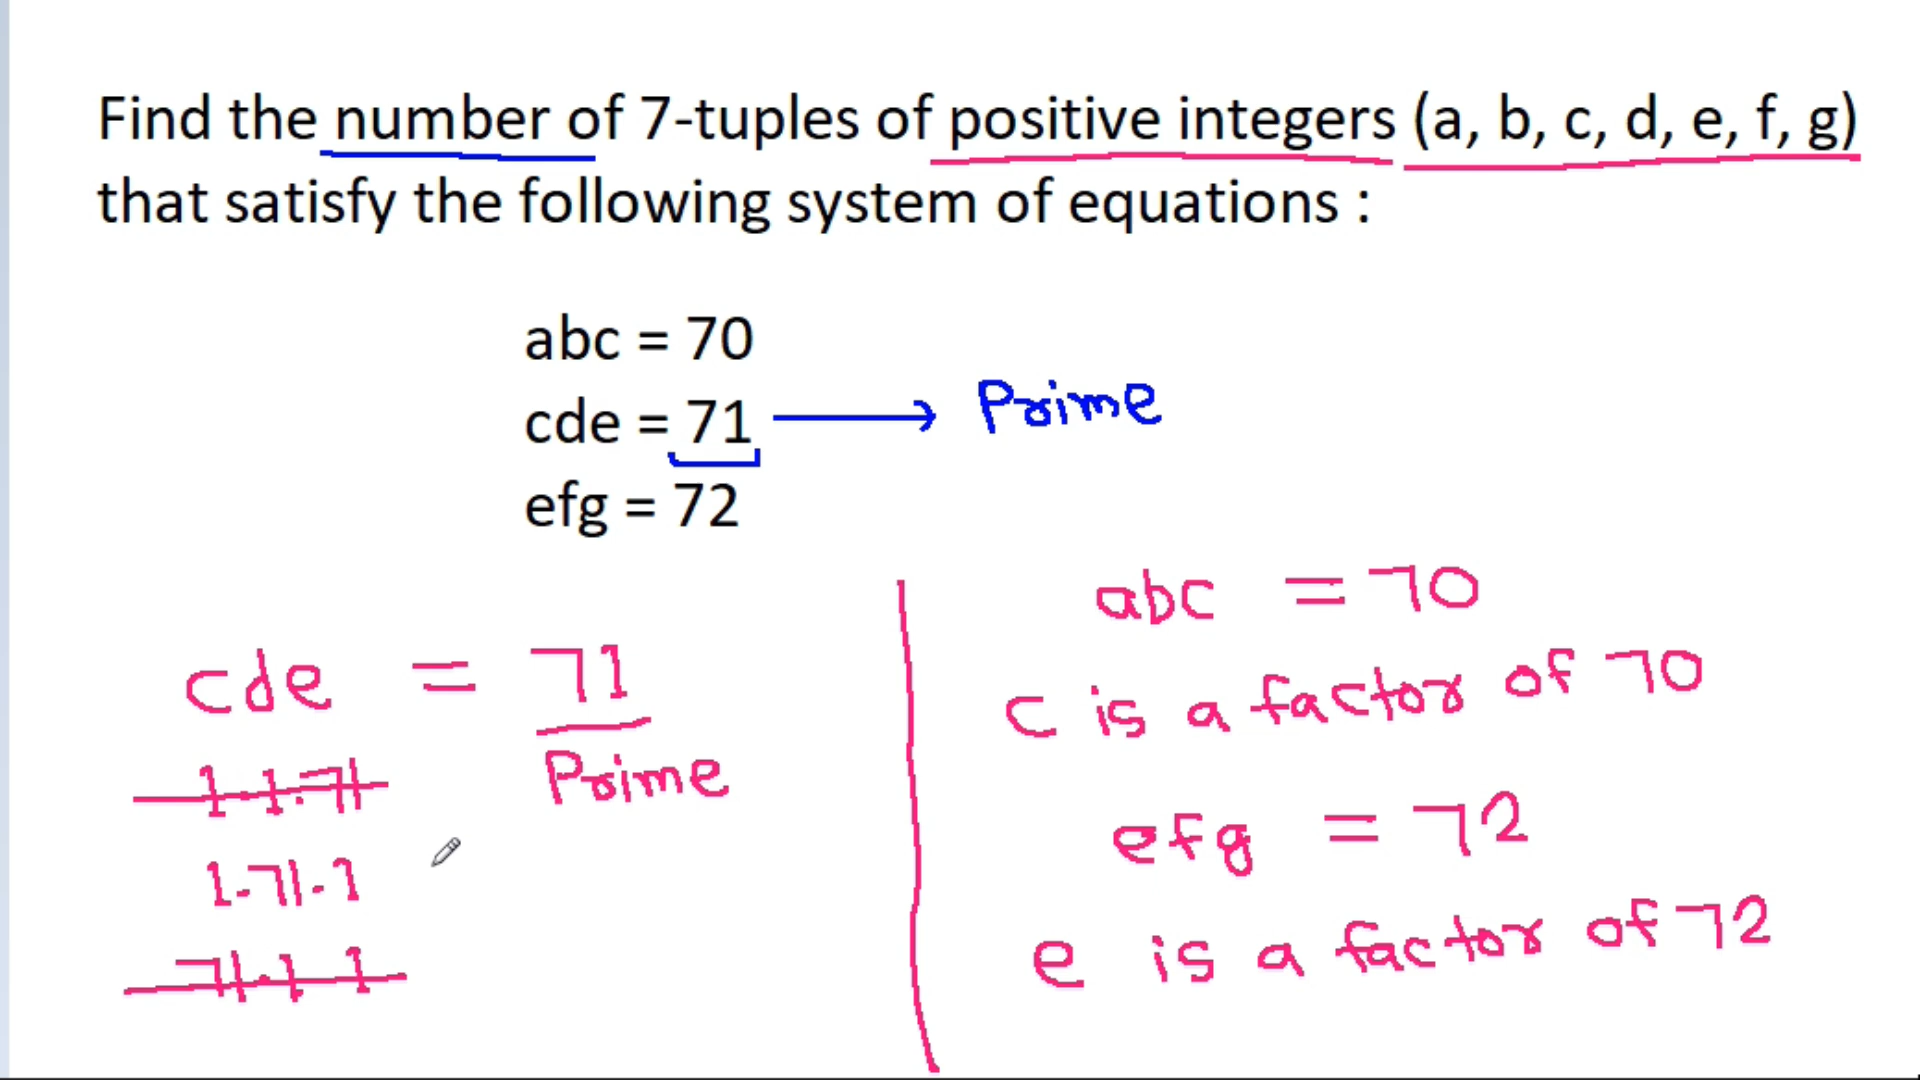 Find the number of 7-tuples of positive integers (a, b, c, d, e, f, g)
that satisfy the following system of equations :
abc = 70
cde = 71 → Prime
efg = 72
cde = 71
Prime
1·1·71
1·71·1
71·1·1
abc = 70
c is a factor of 70
efg = 72
e is a factor of 72